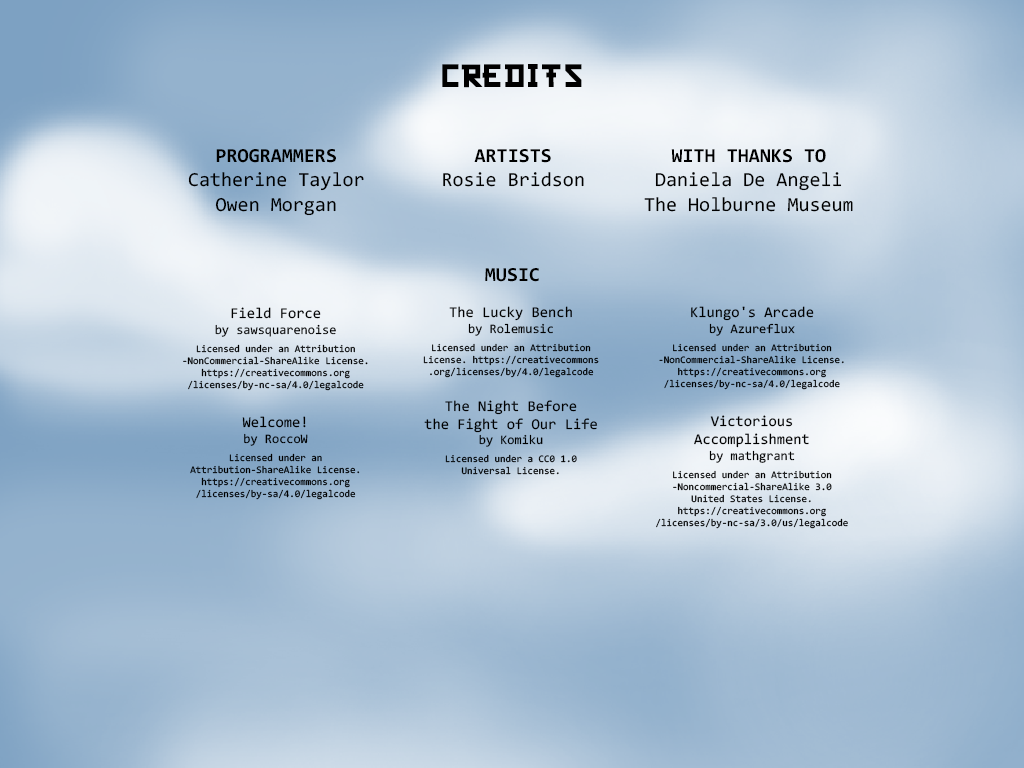 CREDITS
PROGRAMMERS
Catherine Taylor
Owen Morgan
ARTISTS
Rosie Bridson
WITH THANKS TO
Daniela De Angeli
The Holburne Museum
MUSIC
Field Force
by sawsquarenoise
Licensed under an Attribution
-NonCommercial-ShareAlike License.
https://creativecommons.org
/licenses/by-nc-sa/4.0/legalcode
Welcome!
by RoccoW
Licensed under an
Attribution-ShareAlike License.
https://creativecommons.org
/licenses/by-sa/4.0/legalcode
The Lucky Bench
by Rolemusic
Licensed under an Attribution
License. https://creativecommons
.org/licenses/by/4.0/legalcode
The Night Before
the Fight of Our Life
by Komiku
Licensed under a CC0 1.0
Universal License.
Klungo's Arcade
by Azureflux
Licensed under an Attribution
-NonCommercial-ShareAlike License.
https://creativecommons.org
/licenses/by-nc-sa/4.0/legalcode
Victorious
Accomplishment
by mathgrant
Licensed under an Attribution
-Noncommercial-ShareAlike 3.0
United States License.
https://creativecommons.org
/licenses/by-nc-sa/3.0/us/legalcode